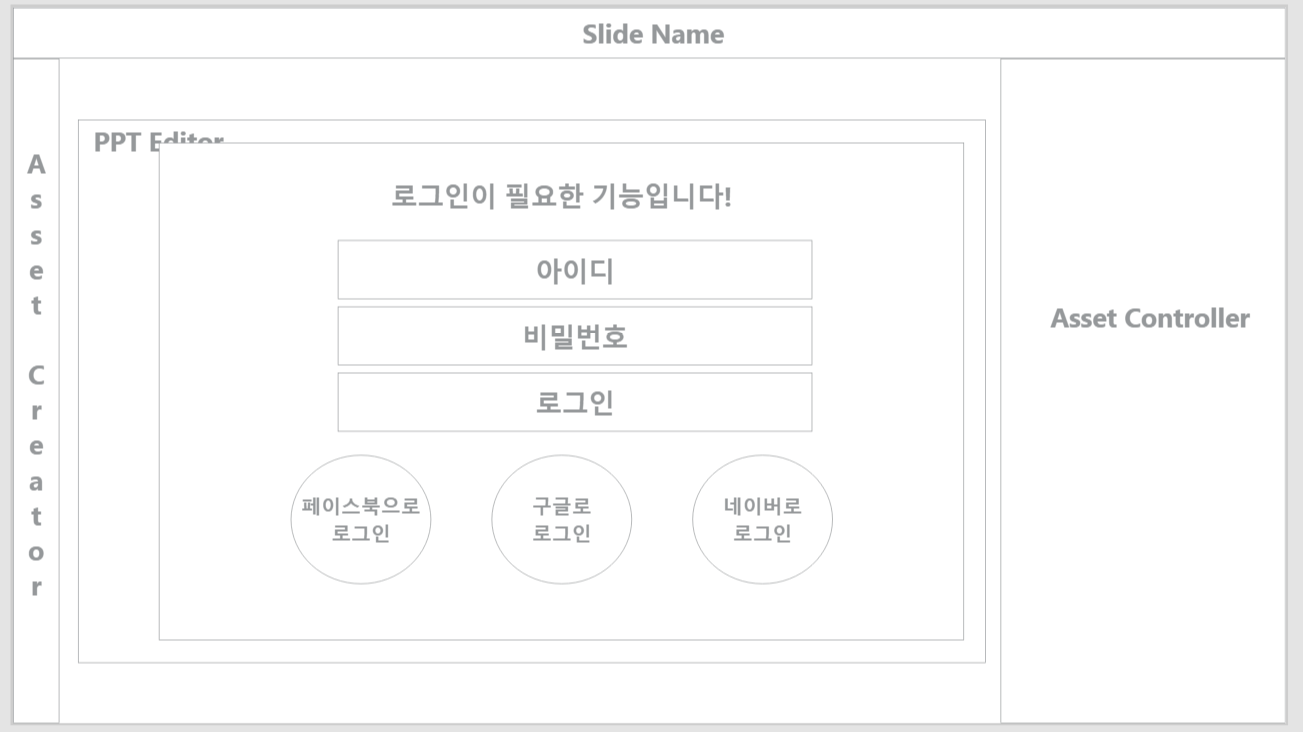 Slide Name
Asset Creator
PPT Editor
로그인이 필요한 기능입니다!
아이디
비밀번호
로그인
페이스북으로
로그인
구글로
로그인
네이버로
로그인
Asset Controller